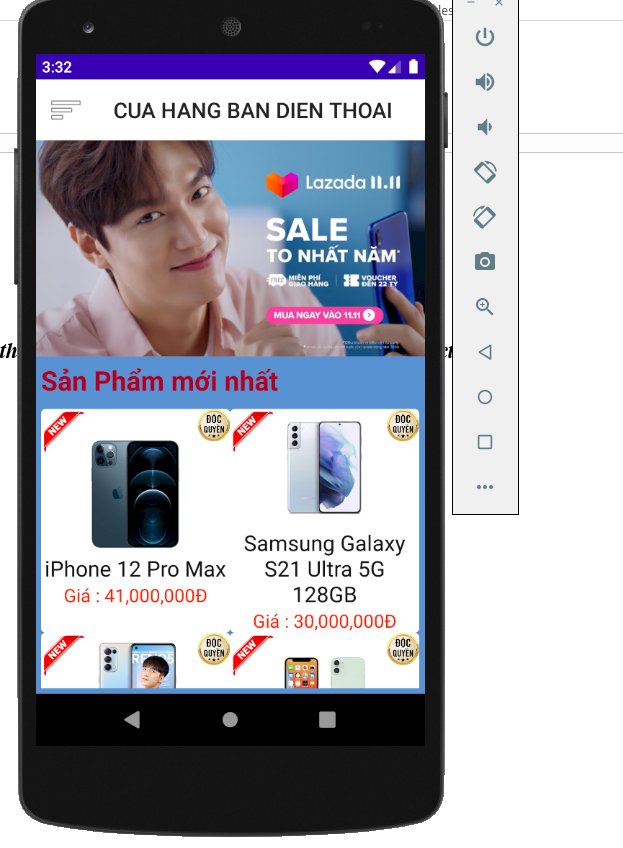 3:32
CUA HANG BAN DIEN THOAI
Lazada 11.11
SALE
TO NHẤT NĂM*
FREE MIỄN PHÍ GIAO HÀNG
VOUCHER ĐẾN 22 TỶ
MUA NGAY VÀO 11.11
th
Sản Phẩm mới nhất
NEW
ĐỘC QUYỀN
NEW
ĐỘC QUYỀN
iPhone 12 Pro Max
Giá : 41,000,000Đ
Samsung Galaxy
S21 Ultra 5G
128GB
Giá : 30,000,000Đ
NEW
ĐỘC QUYỀN
NEW
ĐỘC QUYỀN